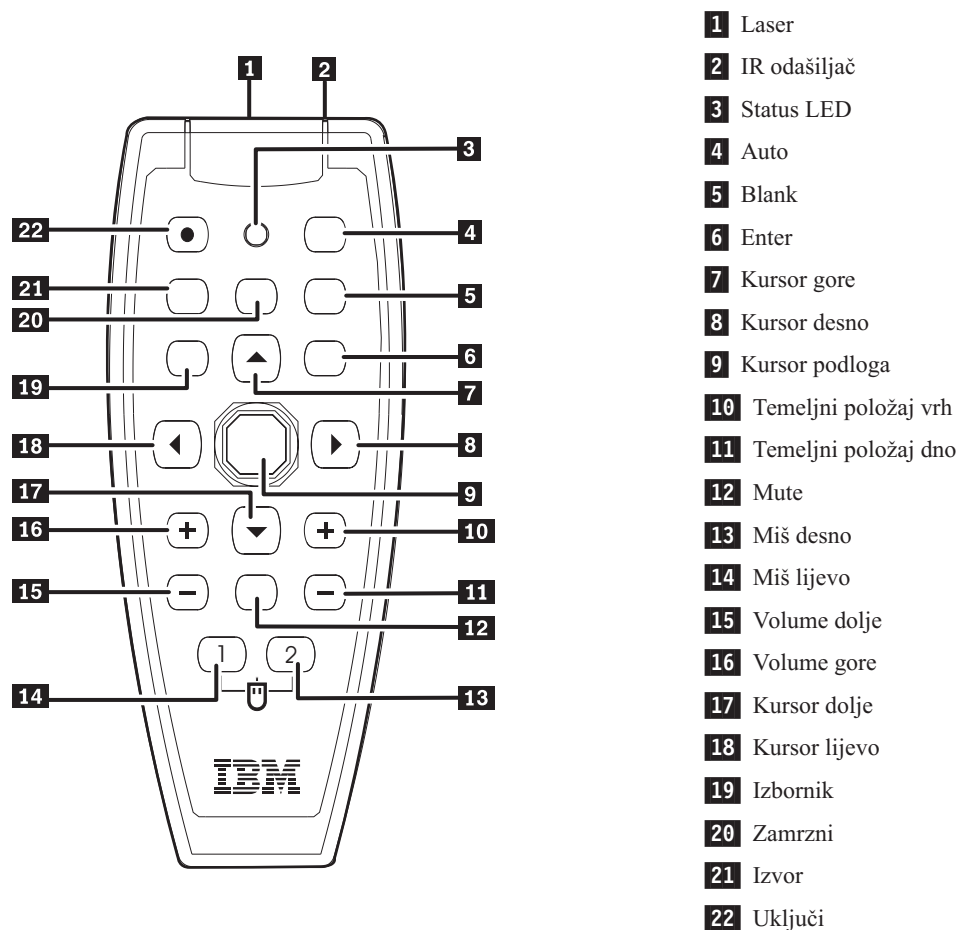 1 2
3
22 4
21 5
20
6
19 7
18 8
17 9
16 10
15 11
12
1 2
14 13
IBM
1 Laser
2 IR odašiljač
3 Status LED
4 Auto
5 Blank
6 Enter
7 Kursor gore
8 Kursor desno
9 Kursor podloga
10 Temeljni položaj vrh
11 Temeljni položaj dno
12 Mute
13 Miš desno
14 Miš lijevo
15 Volume dolje
16 Volume gore
17 Kursor dolje
18 Kursor lijevo
19 Izbornik
20 Zamrzni
21 Izvor
22 Uključi